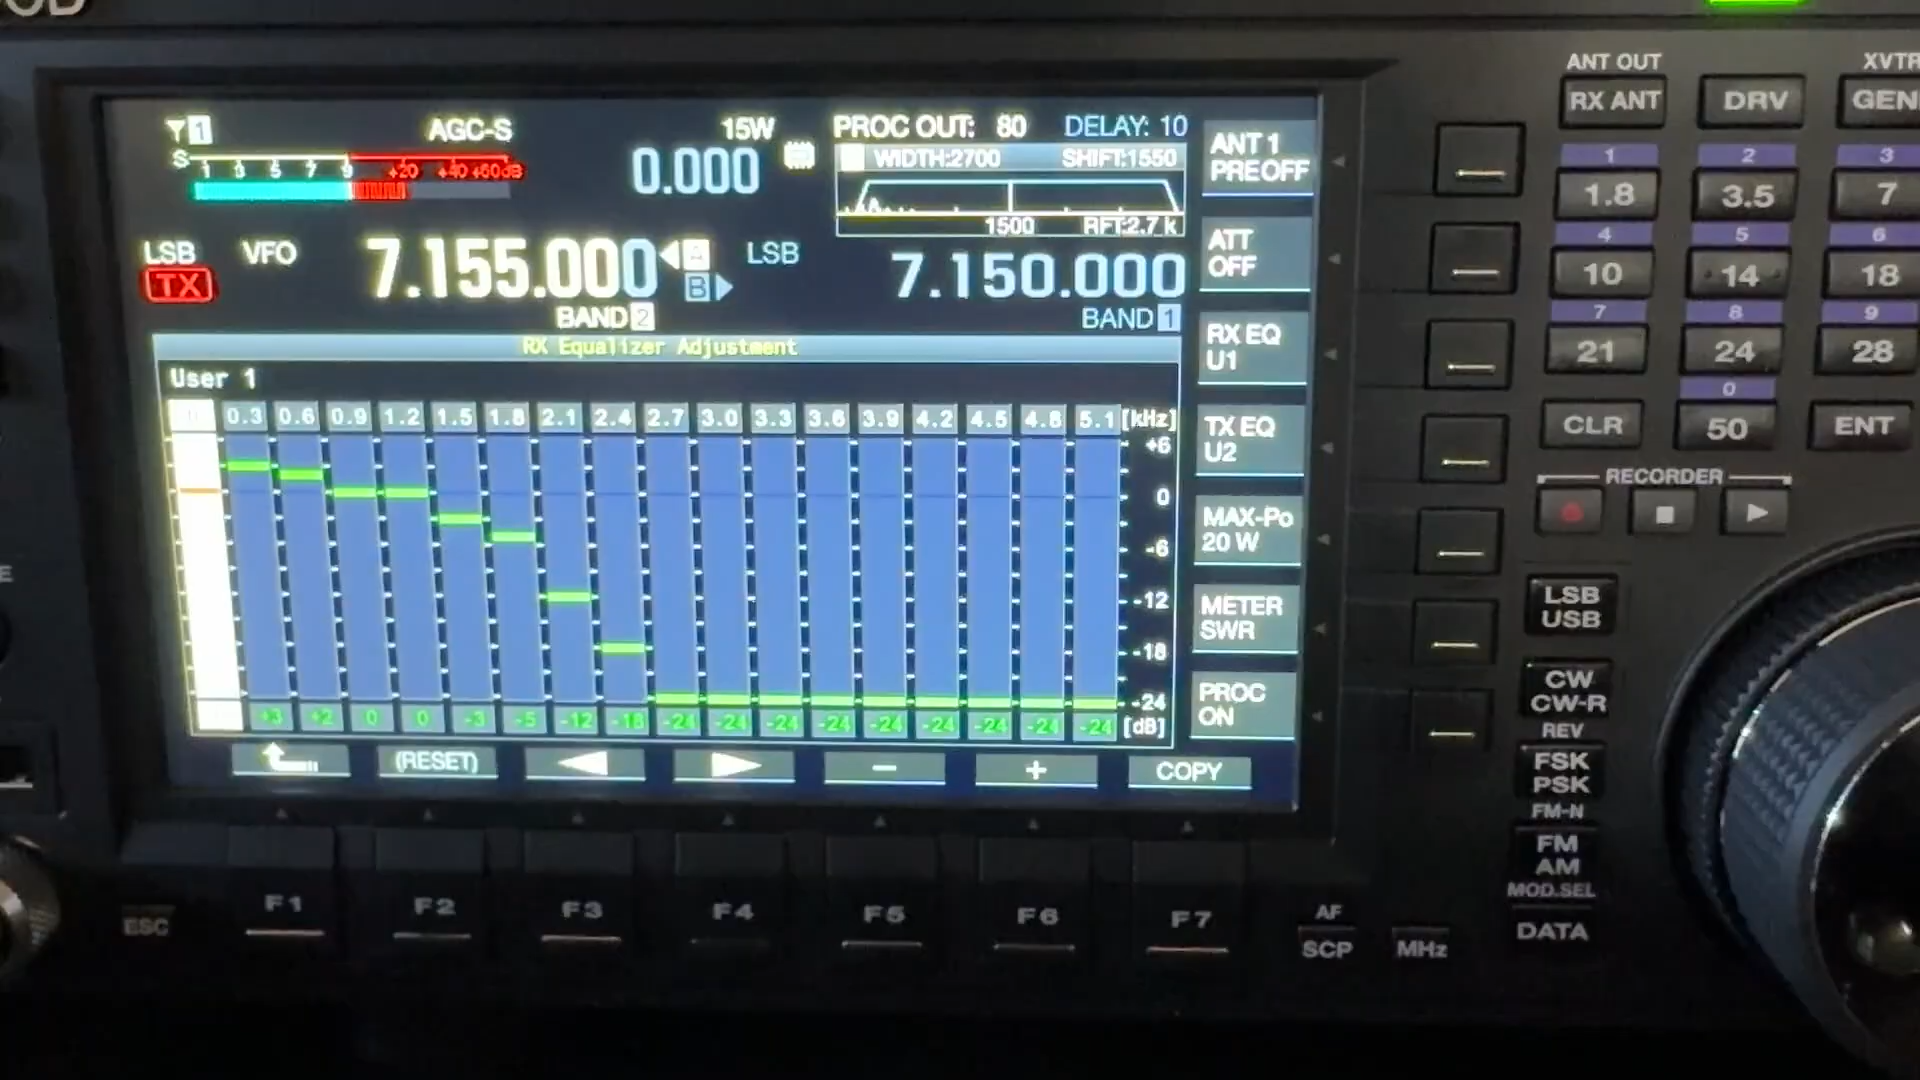 1 AGC-S 15W PROC OUT: 80 DELAY: 10
S 1 3 5 7 9 +20 +40 +60dB 0.000
WIDTH:2700 SHIFT:1550
1500 RFT:2.7 k
LSB VFO 7.155.000 A LSB 7.150.000
TX B
BAND 2 BAND 1
RX Equalizer Adjustment
User 1
0.3 0.6 0.9 1.2 1.5 1.8 2.1 2.4 2.7 3.0 3.3 3.6 3.9 4.2 4.5 4.8 5.1 [kHz]
+6
0
-6
-12
-18
-24
+3 +2 0 0 -3 -5 -12 -18 -24 -24 -24 -24 -24 -24 -24 -24 -24 [dB]
(RESET) - + COPY
ANT 1
PREOFF
ATT
OFF
RX EQ
U1
TX EQ
U2
MAX-Po
20 W
METER
SWR
PROC
ON
ESC F1 F2 F3 F4 F5 F6 F7
AF
SCP MHz
ANT OUT
RX ANT DRV
1 2 3
1.8 3.5 7
4 5 6
10 14 18
7 8 9
21 24 28
0
CLR 50 ENT
RECORDER
LSB
USB
CW
CW-R
REV
FSK
PSK
FM-N
FM
AM
MOD.SEL
DATA